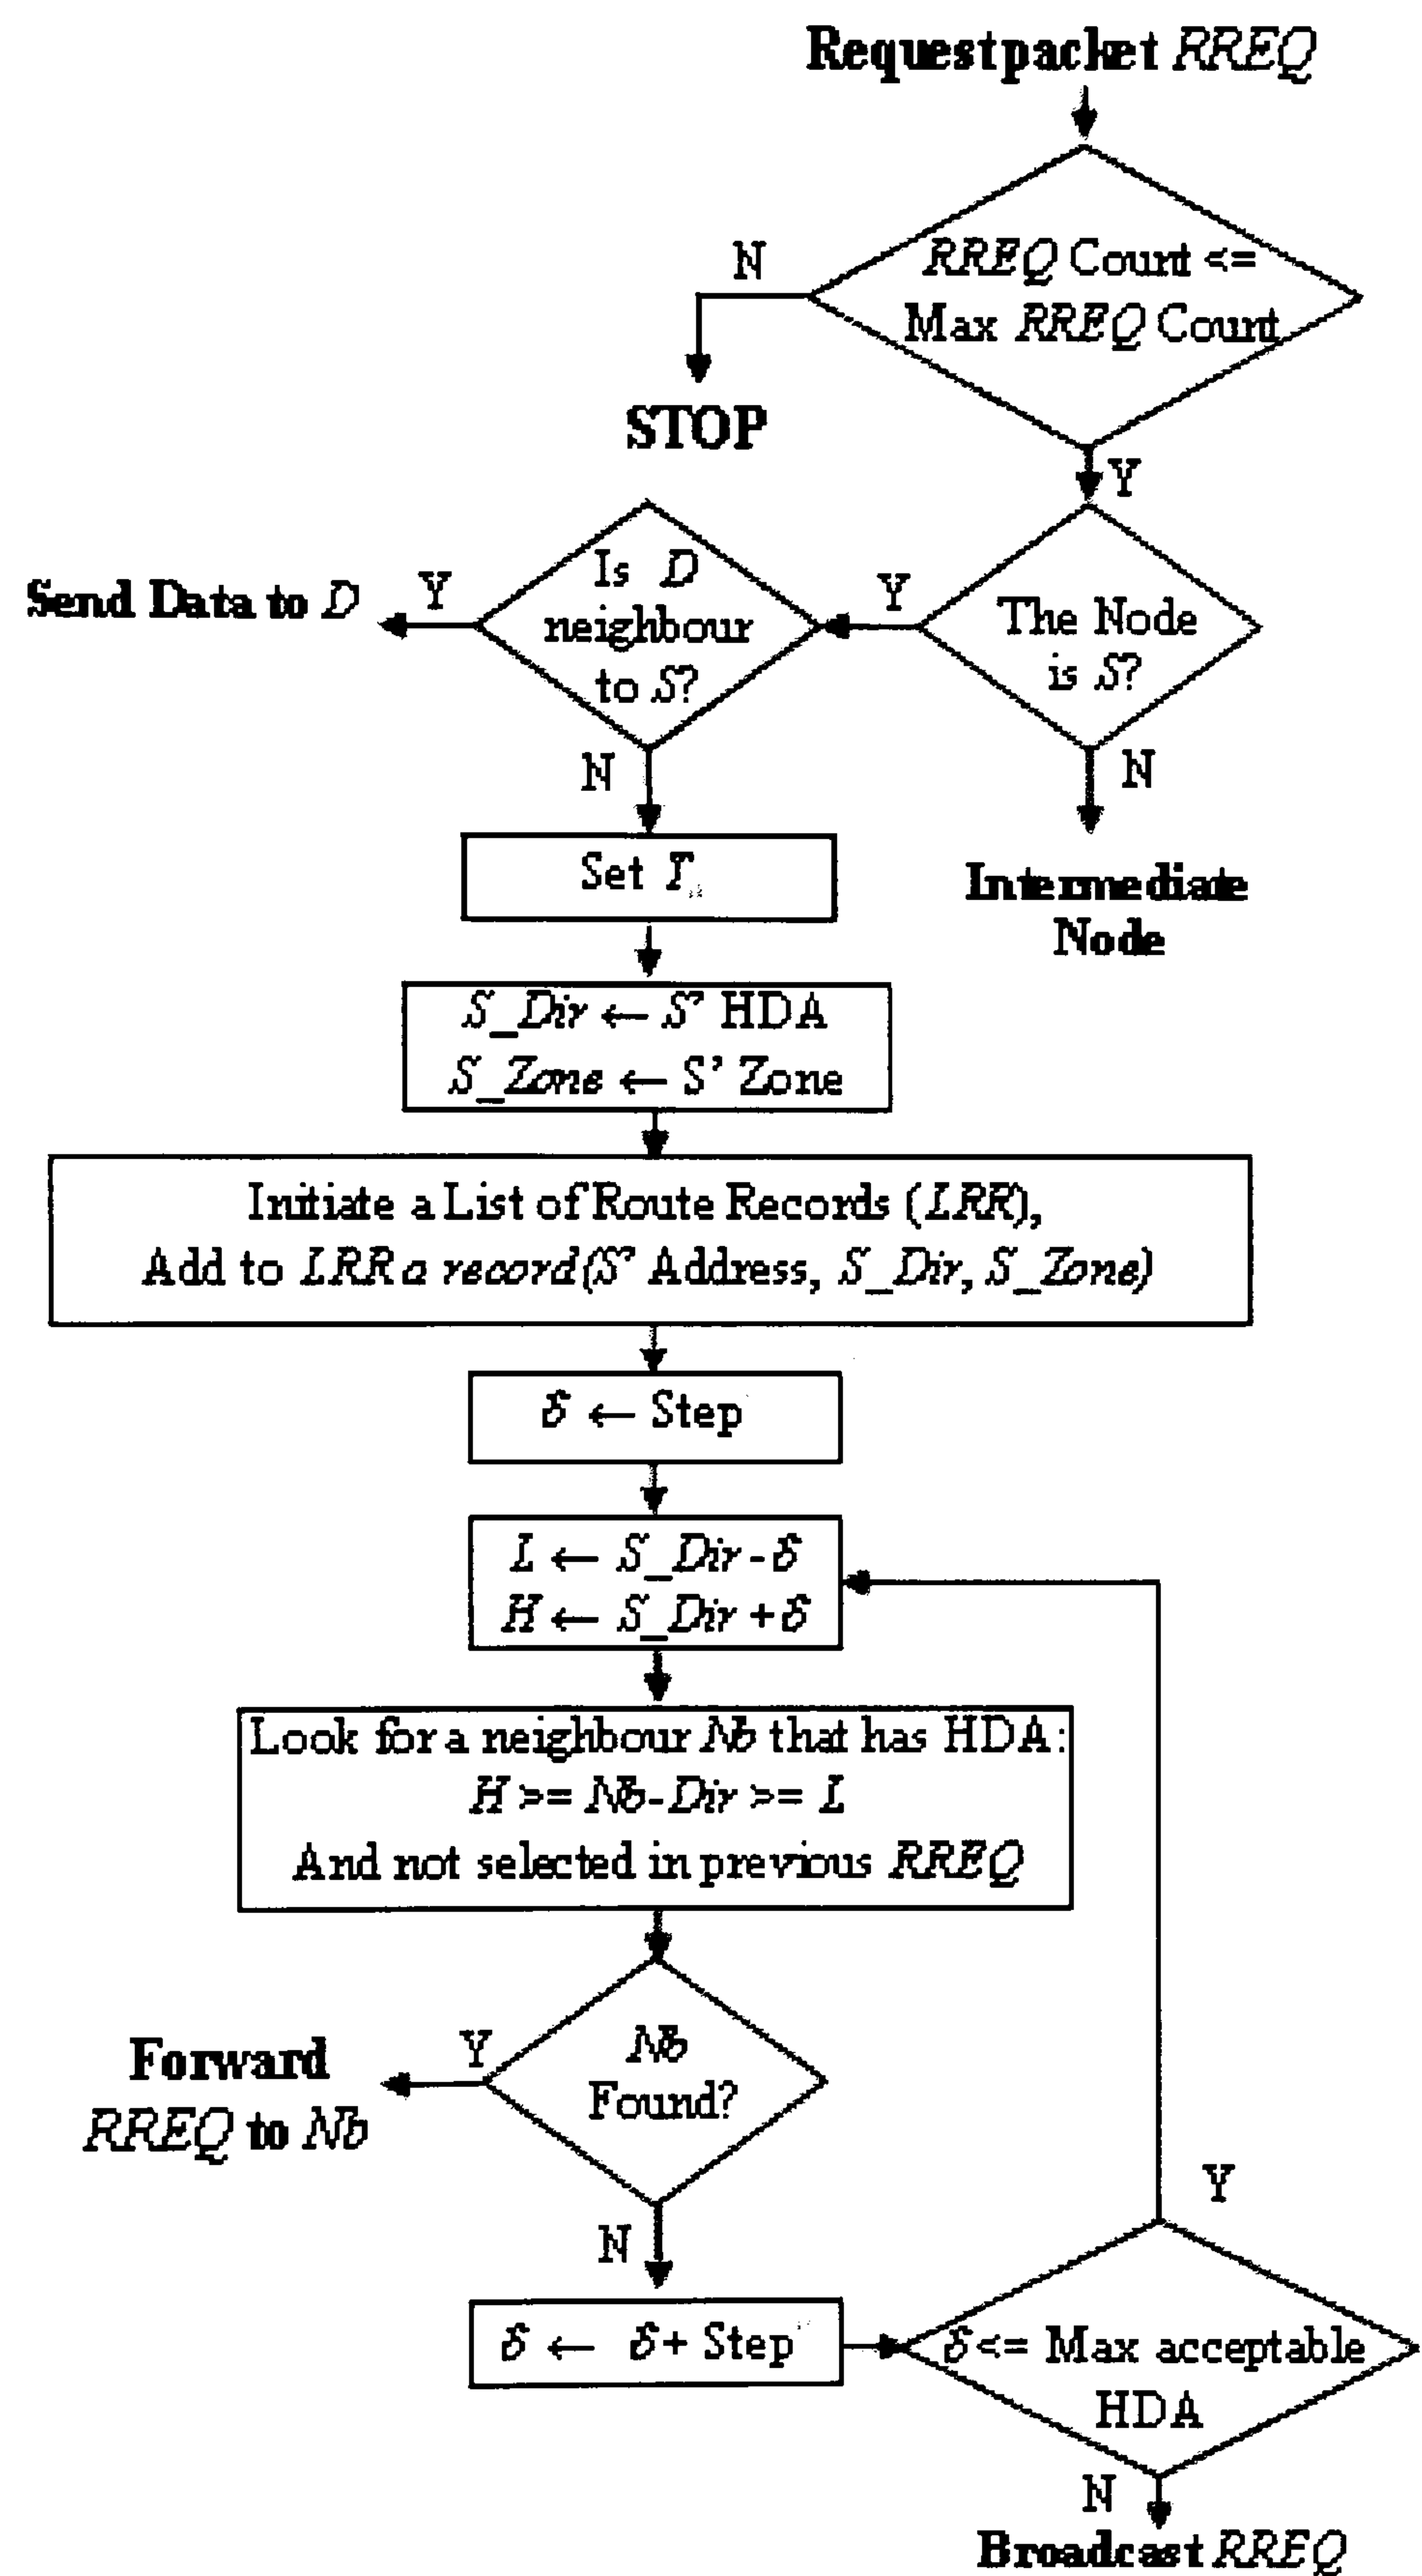 Request packet RREQ
RREQ Count <=
Max RREQ Count
N
STOP
Y
The Node
is S?
Y
Is D
neighbour
to S?
Y
Send Data to D
N
N
Intermediate
Node
Set T
S_Dir ← S' HDA
S_Zone ← S' Zone
Initiate a List of Route Records (LRR),
Add to LRR a record(S' Address, S_Dir, S_Zone)
δ ← Step
L ← S_Dir - δ
H ← S_Dir + δ
Look for a neighbour Nb that has HDA:
H >= Nb-Dir >= L
And not selected in previous RREQ
Nb
Found?
Y
Forward
RREQ to Nb
N
δ ← δ + Step
δ <= Max acceptable
HDA
Y
N
Broadcast RREQ